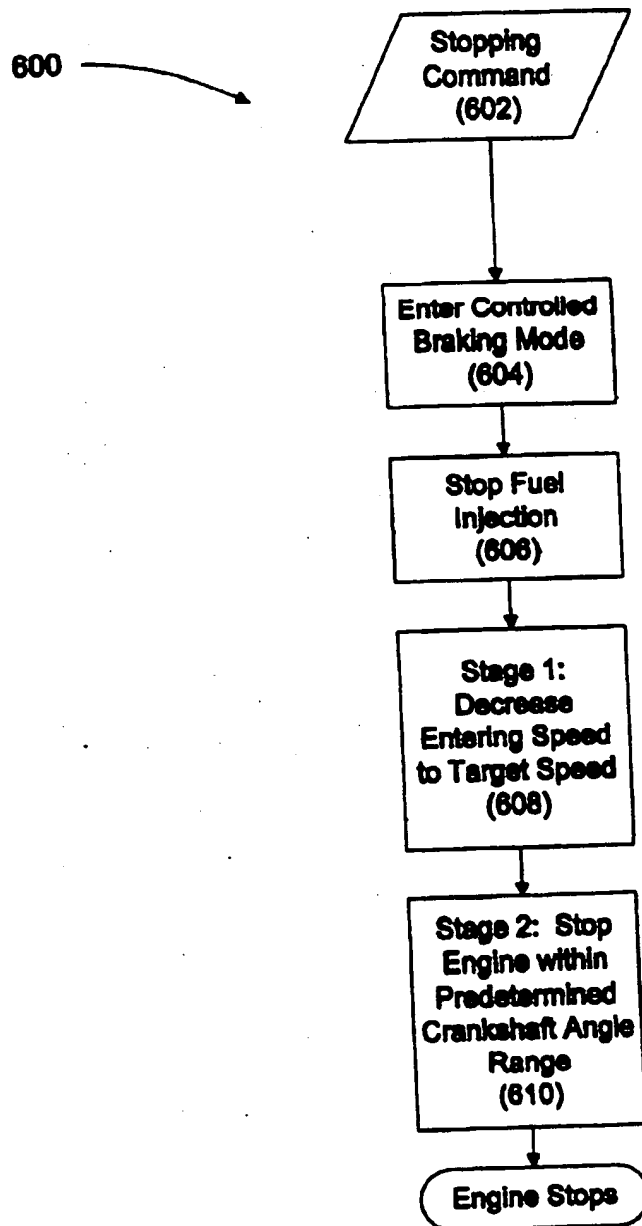 600
Stopping
Command
(602)
Enter Controlled
Braking Mode
(604)
Stop Fuel
Injection
(606)
Stage 1:
Decrease
Entering Speed
to Target Speed
(608)
Stage 2: Stop
Engine within
Predetermined
Crankshaft Angle
Range
(610)
Engine Stops